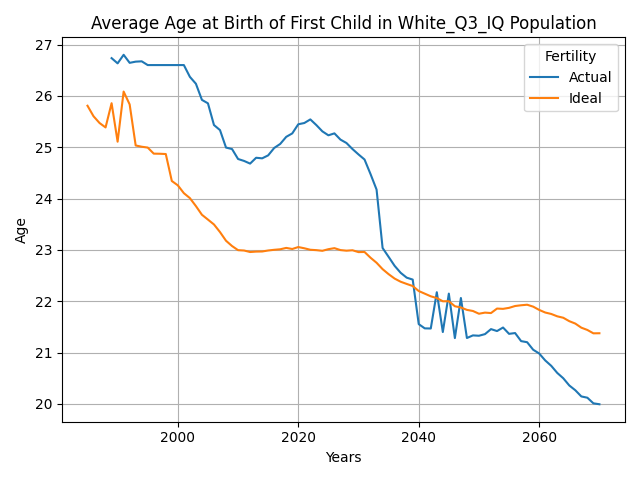 Average Age at Birth of First Child in White_Q3_IQ Population
27
26
25
24
23
22
21
20
Age
Fertility
Actual
Ideal
2000 2020 2040 2060
Years